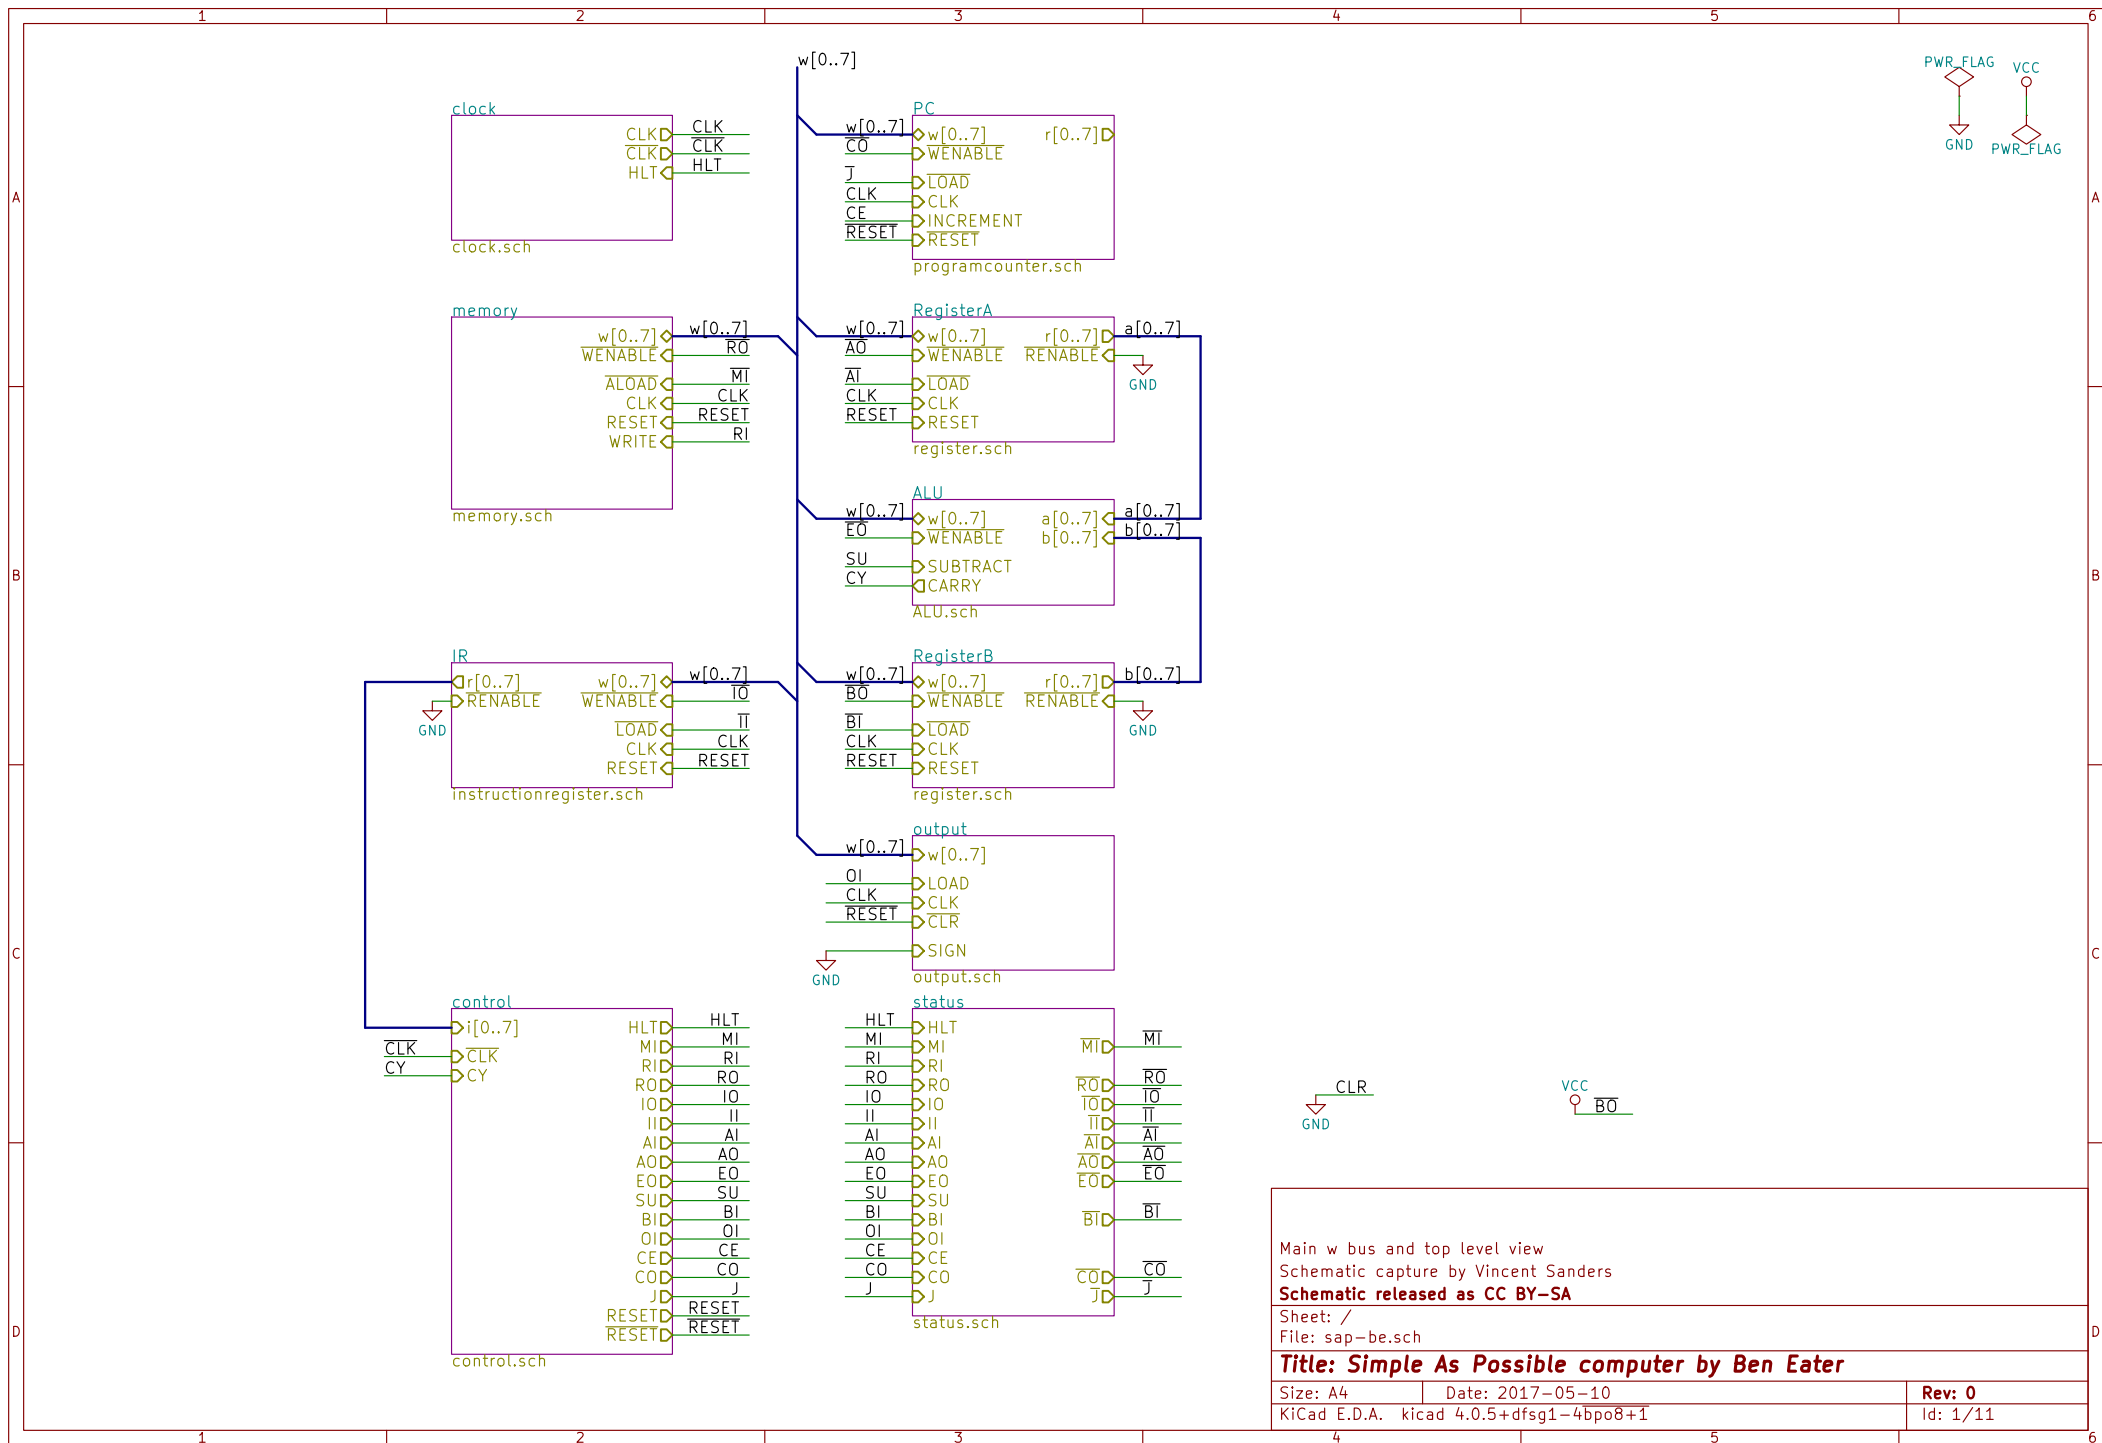 1 2 3 4 5 6
w[0..7]
PWR_FLAG
GND
VCC
PWR_FLAG
A
A
clock
CLK CLK
CLK CLK
HLT HLT
clock.sch
PC
w[0..7] w[0..7] r[0..7]
CO WENABLE
J LOAD
CLK CLK
CE INCREMENT
RESET RESET
programcounter.sch
memory
w[0..7] w[0..7]
WENABLE RO
ALOAD MI
CLK CLK
RESET RESET
WRITE RI
memory.sch
RegisterA
w[0..7] w[0..7] r[0..7] a[0..7]
AO WENABLE RENABLE
GND
AI LOAD
CLK CLK
RESET RESET
register.sch
B
B
ALU
w[0..7] w[0..7] a[0..7] a[0..7]
EO WENABLE b[0..7] b[0..7]
SU SUBTRACT
CY CARRY
ALU.sch
IR
r[0..7] w[0..7] w[0..7]
RENABLE WENABLE IO
GND
LOAD II
CLK CLK
RESET RESET
instructionregister.sch
RegisterB
w[0..7] w[0..7] r[0..7] b[0..7]
BO WENABLE RENABLE
GND
BI LOAD
CLK CLK
RESET RESET
register.sch
C
C
output
w[0..7] w[0..7]
OI LOAD
CLK CLK
RESET CLR
SIGN
GND
output.sch
control
i[0..7] HLT HLT
CLK CLK MI MI
CY CY RI RI
RO RO
IO IO
II II
AI AI
AO AO
EO EO
SU SU
BI BI
OI OI
CE CE
CO CO
J J
RESET RESET
RESET RESET
control.sch
status
HLT HLT
MI MI MI MI
RI RI
RO RO RO RO
IO IO IO IO
II II II II
AI AI AI AI
AO AO AO AO
EO EO EO EO
SU SU
BI BI BI BI
OI OI
CE CE
CO CO CO CO
J J J J
status.sch
CLR
GND
VCC
BO
D
D
Main w bus and top level view
Schematic capture by Vincent Sanders
Schematic released as CC BY-SA
Sheet: /
File: sap-be.sch
Title: Simple As Possible computer by Ben Eater
Size: A4 Date: 2017-05-10 Rev: 0
KiCad E.D.A. kicad 4.0.5+dfsg1-4bpo8+1 Id: 1/11
1 2 3 4 5 6